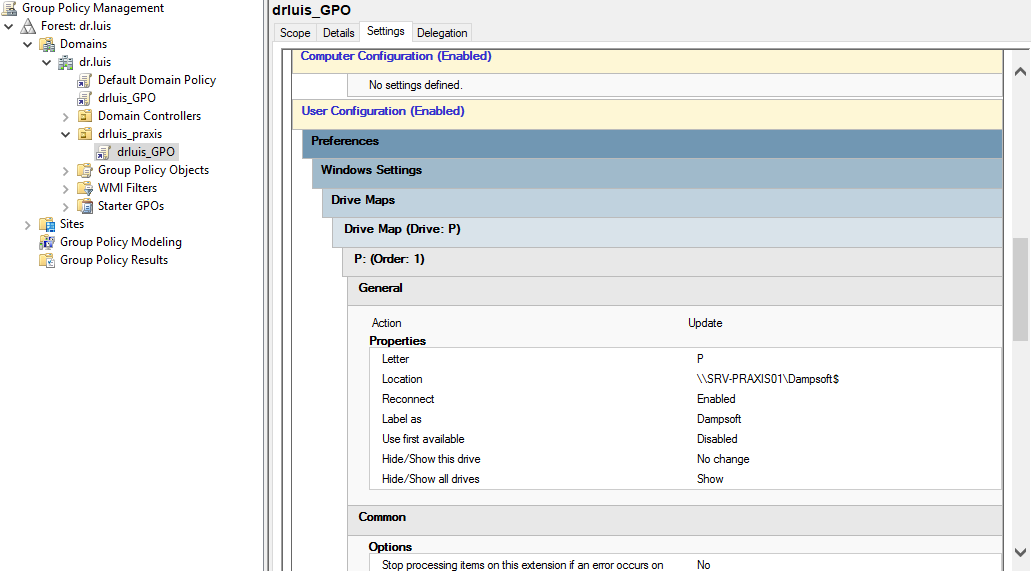 Group Policy Management
Forest: dr.luis
Domains
dr.luis
Default Domain Policy
drluis_GPO
Domain Controllers
drluis_praxis
drluis_GPO
Group Policy Objects
WMI Filters
Starter GPOs
Sites
Group Policy Modeling
Group Policy Results
drluis_GPO
Scope Details Settings Delegation
Computer Configuration (Enabled)
No settings defined.
User Configuration (Enabled)
Preferences
Windows Settings
Drive Maps
Drive Map (Drive: P)
P: (Order: 1)
General
Action Update
Properties
Letter P
Location \\SRV-PRAXIS01\Dampsoft$
Reconnect Enabled
Label as Dampsoft
Use first available Disabled
Hide/Show this drive No change
Hide/Show all drives Show
Common
Options
Stop processing items on this extension if an error occurs on No